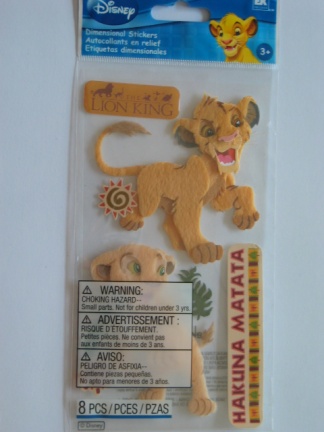 Disney
EK
Dimensional Stickers
Autocollants en relief
Etiquetas dimensionales
3+
THE
LION KING
HAKUNA MATATA
WARNING:
CHOKING HAZARD--
Small parts. Not for children under 3 yrs.
ADVERTISSEMENT :
RISQUE D'ÉTOUFFEMENT.
Petites pièces. Ne convient pas
aux enfants de moins de 3 ans.
AVISO:
PELIGRO DE ASFIXIA--
Contiene piezas pequeñas.
No apto para menores de 3 años.
8 PCS / PCES / PZAS
© Disney